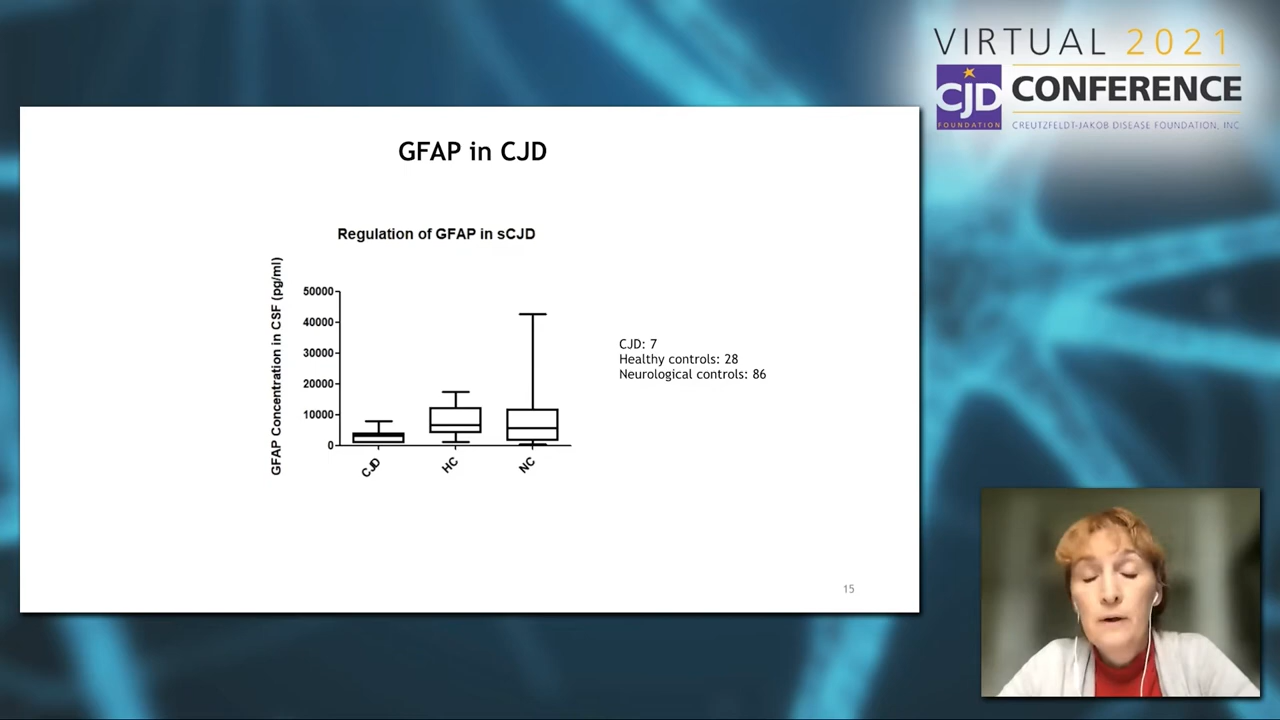 VIRTUAL 2021
CJD
FOUNDATION
CONFERENCE
CREUTZFELDT-JAKOB DISEASE FOUNDATION, INC.
GFAP in CJD
Regulation of GFAP in sCJD
GFAP Concentration in CSF (pg/ml)
50000
40000
30000
20000
10000
0
CJD
HC
NC
CJD: 7
Healthy controls: 28
Neurological controls: 86
15